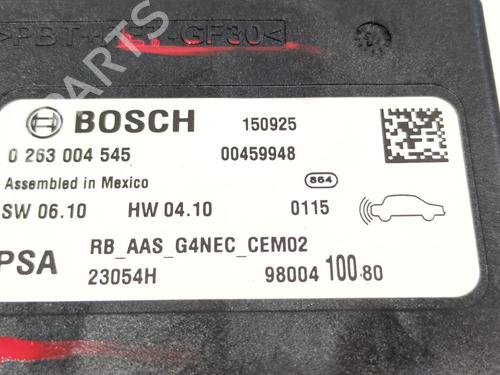 >PBT+ -GF30<
BOSCH 150925
0 263 004 545 00459948
Assembled in Mexico 864
SW 06.10 HW 04.10 0115
PSA RB_AAS_G4NEC_CEM02
23054H 98004 100 80